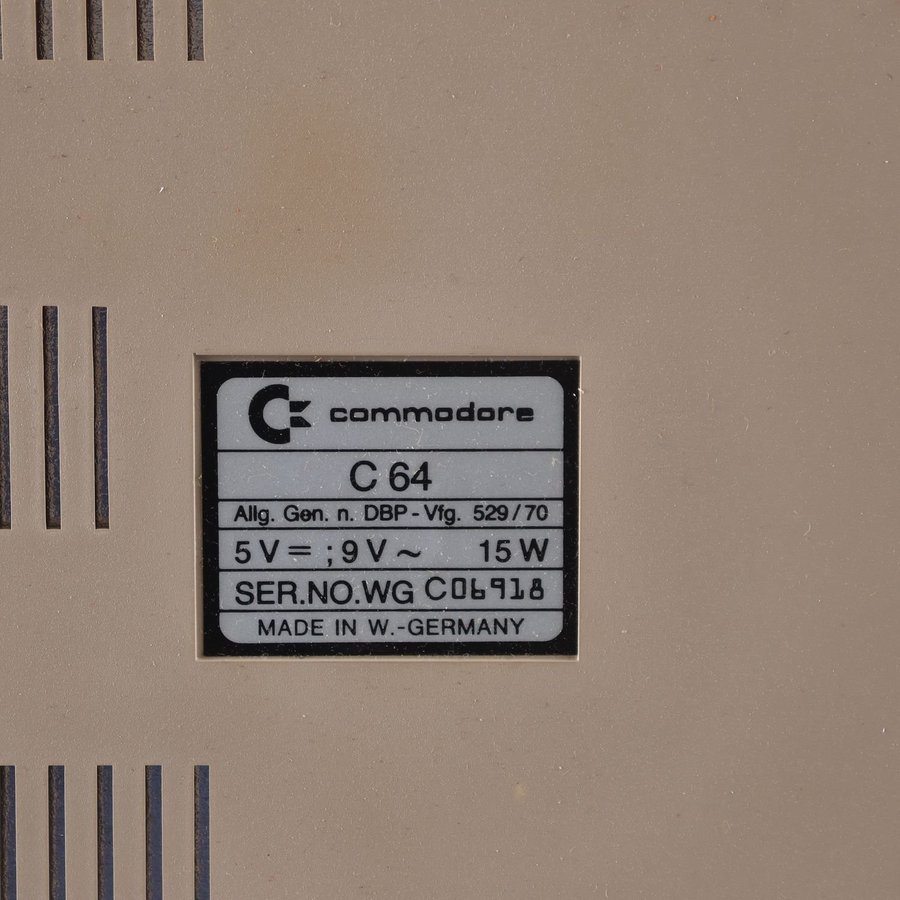 commodore
C 64
Allg. Gen. n. DBP-Vfg. 529/70
5 V = ; 9 V ~ 15 W
SER.NO.WG C06918
MADE IN W.-GERMANY